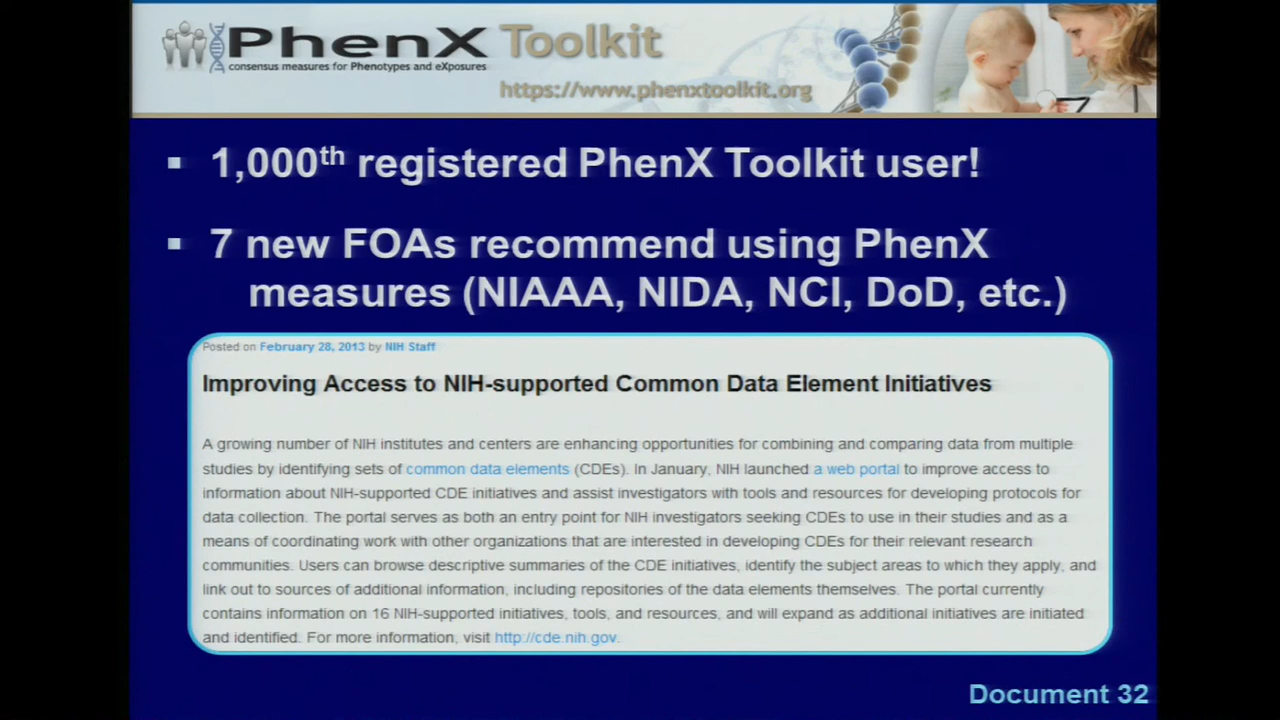 PhenX Toolkit
consensus measures for Phenotypes and eXposures
https://www.phenxtoolkit.org
▪ 1,000th registered PhenX Toolkit user!
▪ 7 new FOAs recommend using PhenX
measures (NIAAA, NIDA, NCI, DoD, etc.)
Posted on February 28, 2013 by NIH Staff
Improving Access to NIH-supported Common Data Element Initiatives
A growing number of NIH institutes and centers are enhancing opportunities for combining and comparing data from multiple
studies by identifying sets of common data elements (CDEs). In January, NIH launched a web portal to improve access to
information about NIH-supported CDE initiatives and assist investigators with tools and resources for developing protocols for
data collection. The portal serves as both an entry point for NIH investigators seeking CDEs to use in their studies and as a
means of coordinating work with other organizations that are interested in developing CDEs for their relevant research
communities. Users can browse descriptive summaries of the CDE initiatives, identify the subject areas to which they apply, and
link out to sources of additional information, including repositories of the data elements themselves. The portal currently
contains information on 16 NIH-supported initiatives, tools, and resources, and will expand as additional initiatives are initiated
and identified. For more information, visit http://cde.nih.gov.
Document 32